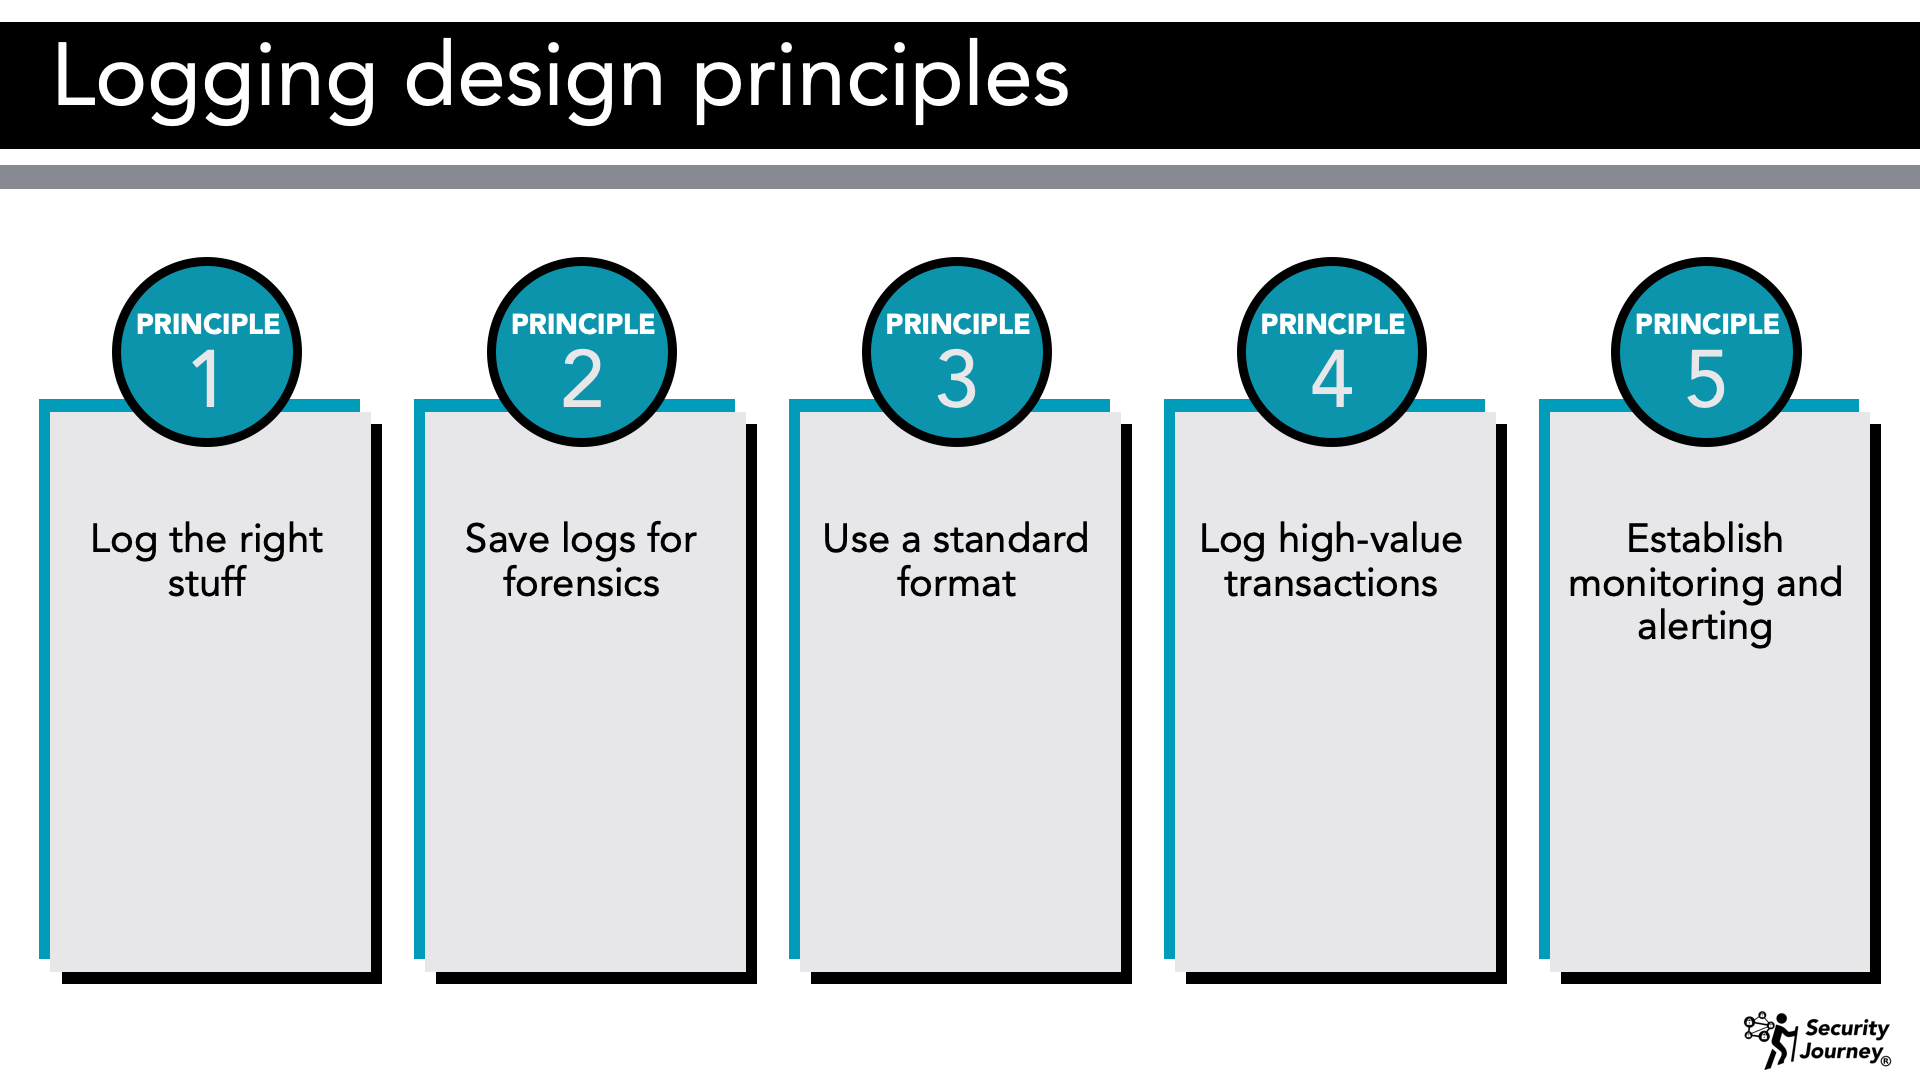 Logging design principles
PRINCIPLE
1
Log the right
stuff
PRINCIPLE
2
Save logs for
forensics
PRINCIPLE
3
Use a standard
format
PRINCIPLE
4
Log high-value
transactions
PRINCIPLE
5
Establish
monitoring and
alerting
Security
Journey®